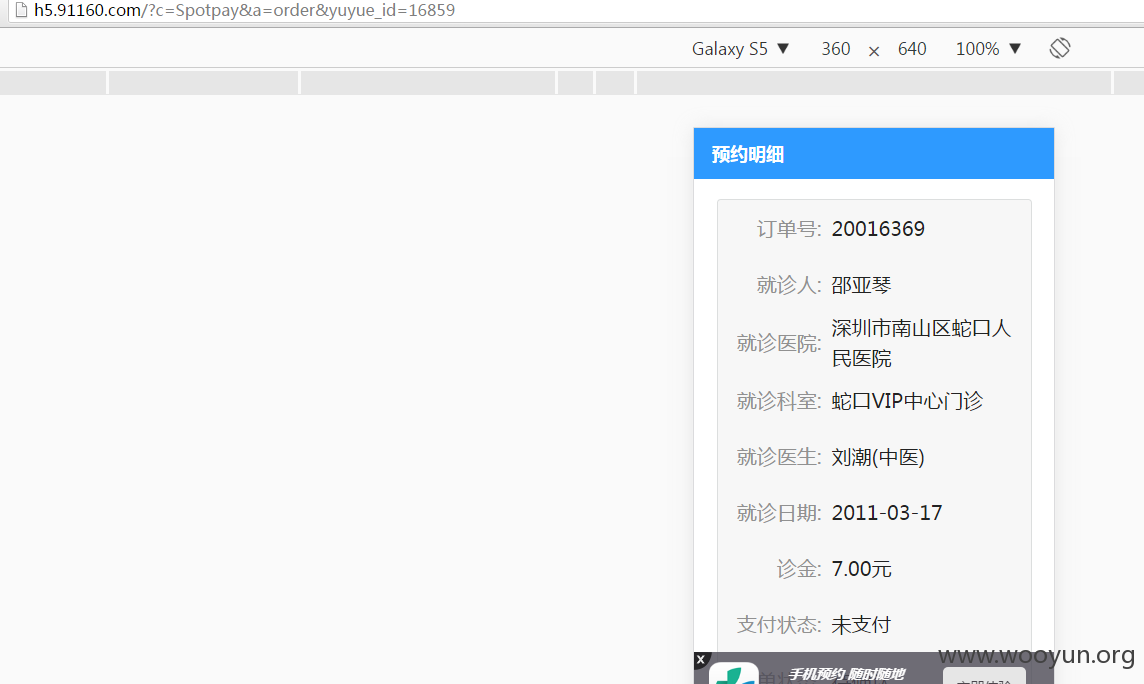 h5.91160.com/?c=Spotpay&a=order&yuyue_id=16859
Galaxy S5 ▼ 360 × 640 100% ▼
预约明细
订单号: 20016369
就诊人: 邵亚琴
就诊医院: 深圳市南山区蛇口人
民医院
就诊科室: 蛇口VIP中心门诊
就诊医生: 刘潮(中医)
就诊日期: 2011-03-17
诊金: 7.00元
支付状态: 未支付
www.wooyun.org
x
手机预约 随时随地